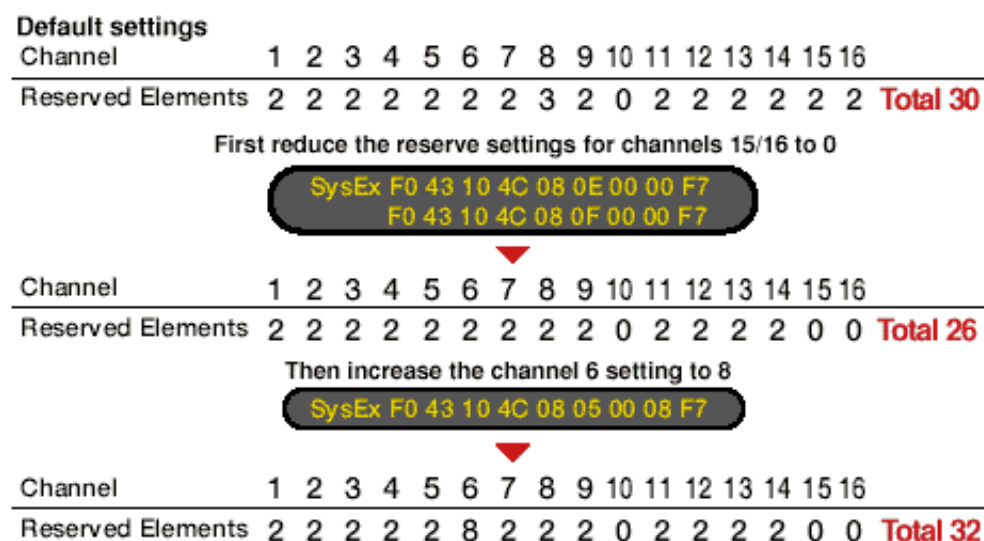 Default settings
Channel 1 2 3 4 5 6 7 8 9 10 11 12 13 14 15 16
Reserved Elements 2 2 2 2 2 2 2 3 2 0 2 2 2 2 2 2 Total 30
First reduce the reserve settings for channels 15/16 to 0
SysEx F0 43 10 4C 08 0E 00 00 F7
F0 43 10 4C 08 0F 00 00 F7
Channel 1 2 3 4 5 6 7 8 9 10 11 12 13 14 15 16
Reserved Elements 2 2 2 2 2 2 2 2 2 0 2 2 2 2 0 0 Total 26
Then increase the channel 6 setting to 8
SysEx F0 43 10 4C 08 05 00 08 F7
Channel 1 2 3 4 5 6 7 8 9 10 11 12 13 14 15 16
Reserved Elements 2 2 2 2 2 8 2 2 2 0 2 2 2 2 0 0 Total 32